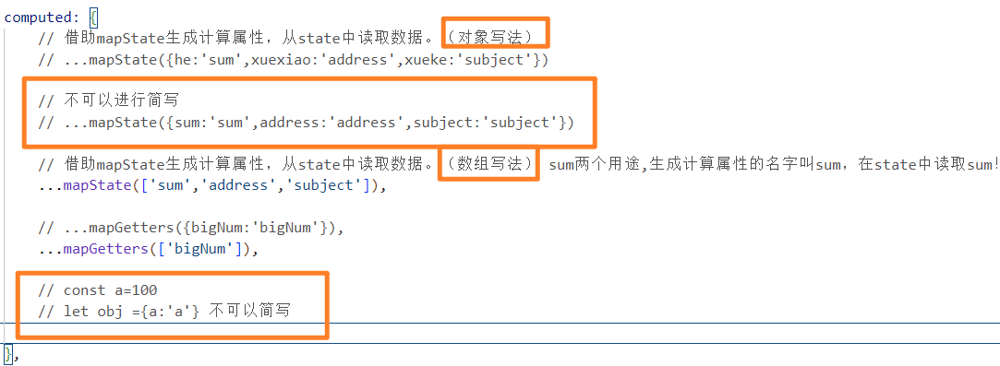 computed: {
// 借助mapState生成计算属性，从state中读取数据。（对象写法）
// ...mapState({he:'sum',xuexiao:'address',xueke:'subject'})
// 不可以进行简写
// ...mapState({sum:'sum',address:'address',subject:'subject'})
// 借助mapState生成计算属性，从state中读取数据。（数组写法） sum两个用途,生成计算属性的名字叫sum，在state中读取sum!
...mapState(['sum','address','subject']),
// ...mapGetters({bigNum:'bigNum'}),
...mapGetters(['bigNum']),
// const a=100
// let obj ={a:'a'} 不可以简写
},